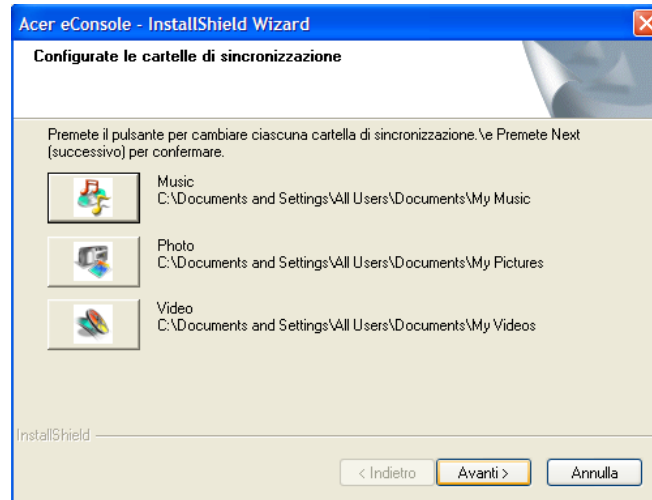 Acer eConsole - InstallShield Wizard
Configurate le cartelle di sincronizzazione
Premete il pulsante per cambiare ciascuna cartella di sincronizzazione.\e Premete Next
(successivo) per confermare.
Music
C:\Documents and Settings\All Users\Documents\My Music
Photo
C:\Documents and Settings\All Users\Documents\My Pictures
Video
C:\Documents and Settings\All Users\Documents\My Videos
InstallShield
< Indietro Avanti > Annulla